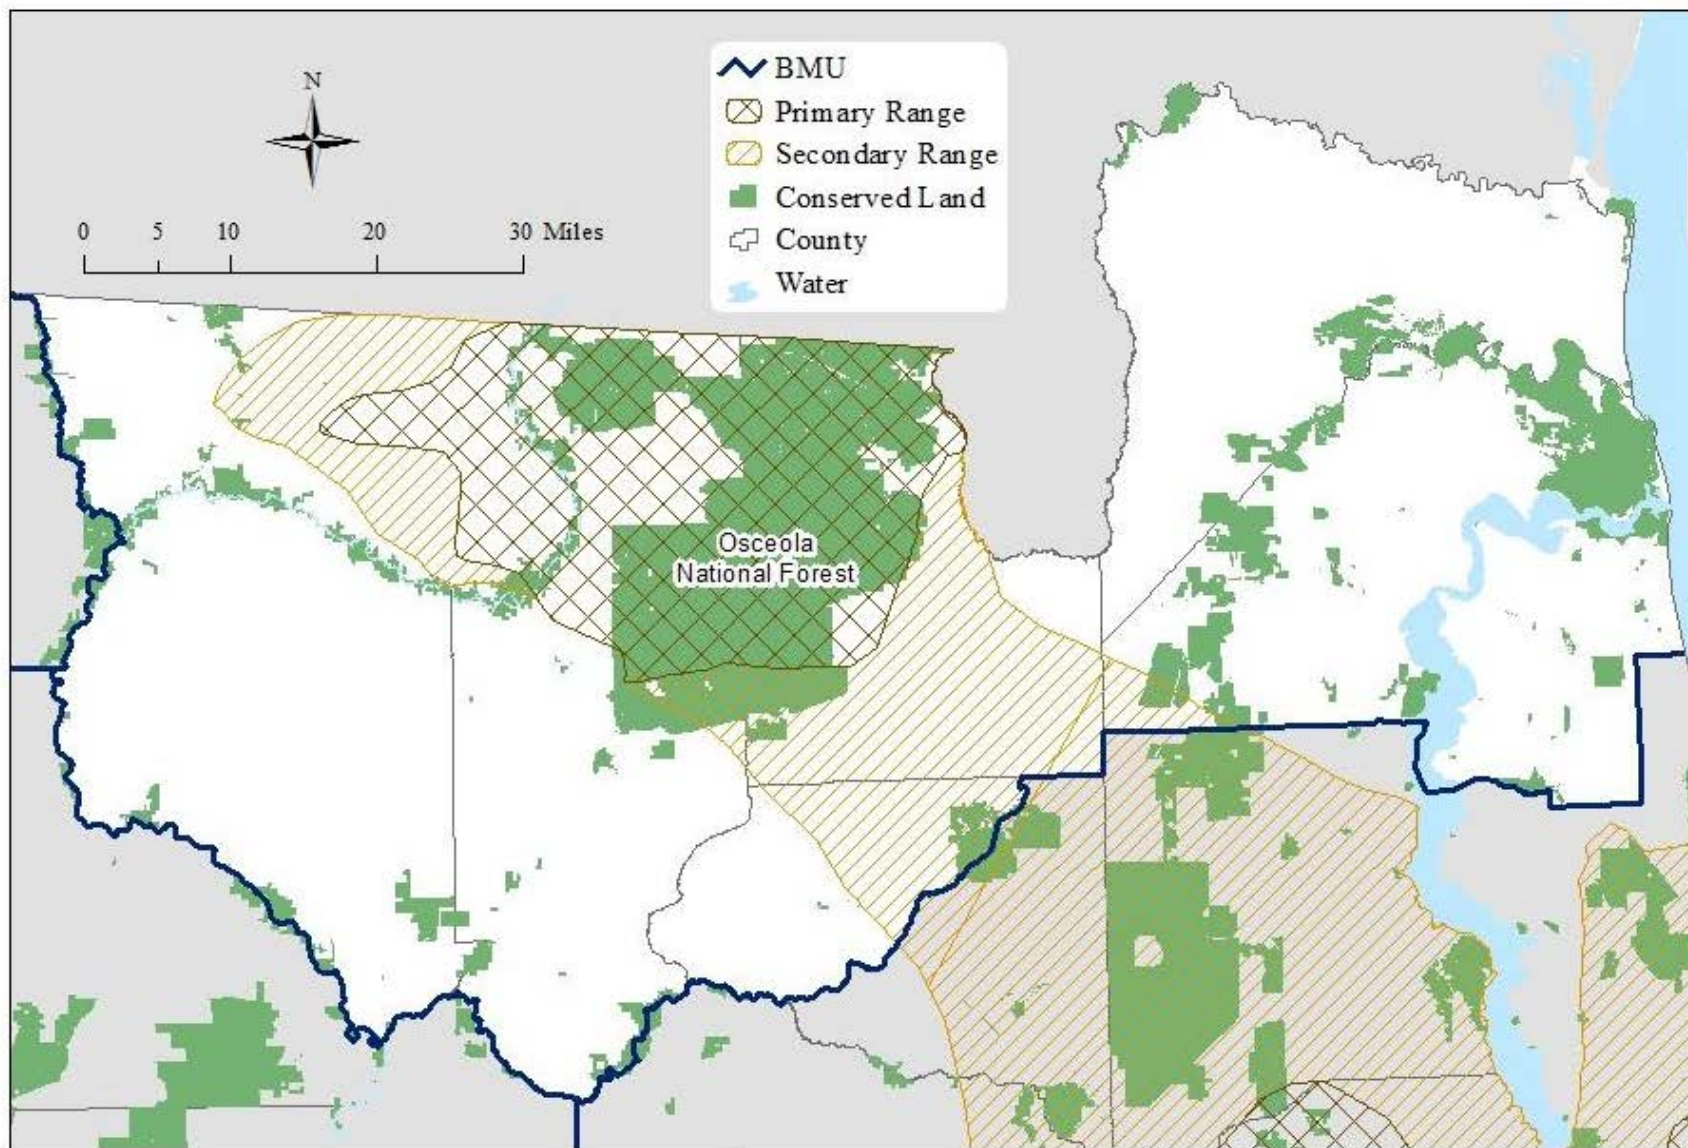 N
0 5 10 20 30 Miles
BMU
Primary Range
Secondary Range
Conserved Land
County
Water
Osceola
National Forest